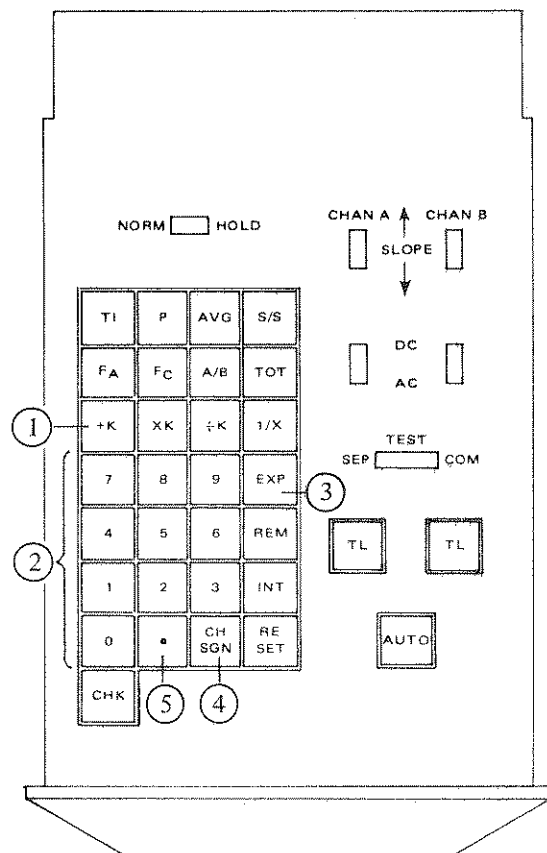 CHAN A CHAN B
NORM HOLD
SLOPE
TI P AVG S/S
DC
FA FC A/B TOT
AC
1 +K XK ÷K 1/X
TEST
SEP COM
7 8 9 EXP 3
4 5 6 REM
TL TL
2
1 2 3 INT
0 . CH SGN RE SET
AUTO
CHK 5 4